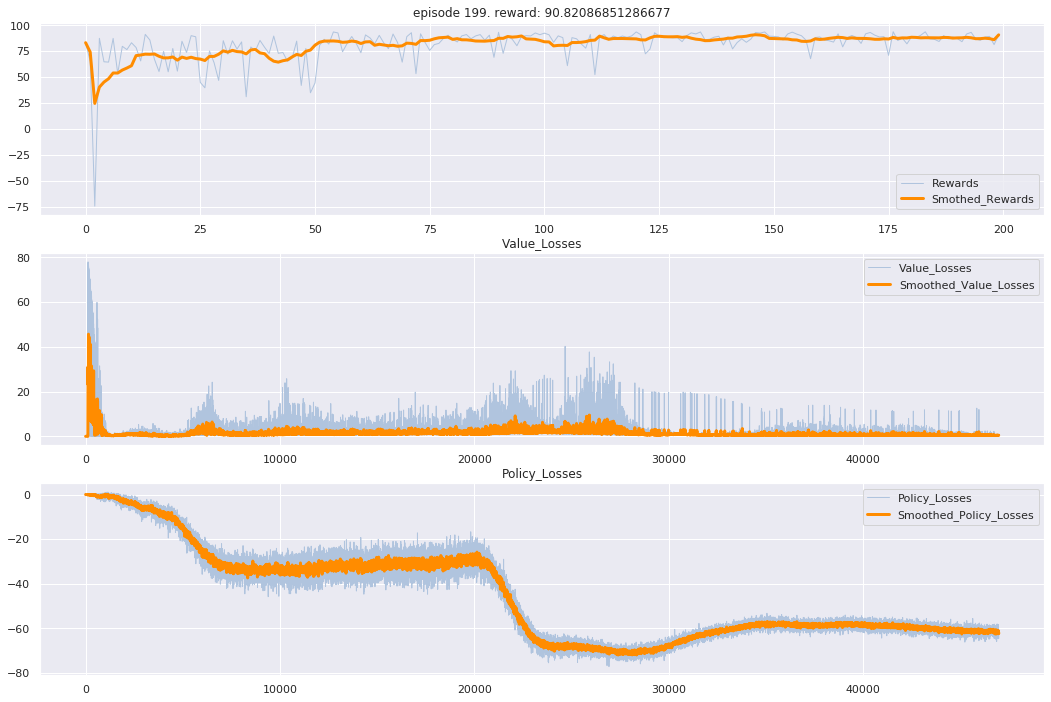 episode 199. reward: 90.82086851286677
100
75
50
25
0
−25
−50
−75
Rewards
Smothed_Rewards
0 25 50 75 100 125 150 175 200
Value_Losses
80
60
40
20
0
Value_Losses
Smoothed_Value_Losses
0 10000 20000 30000 40000
Policy_Losses
0
−20
−40
−60
−80
Policy_Losses
Smoothed_Policy_Losses
0 10000 20000 30000 40000